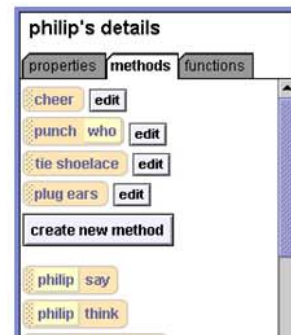 philip's details
properties methods functions
cheer edit
punch who edit
tie shoelace edit
plug ears edit
create new method
philip say
philip think